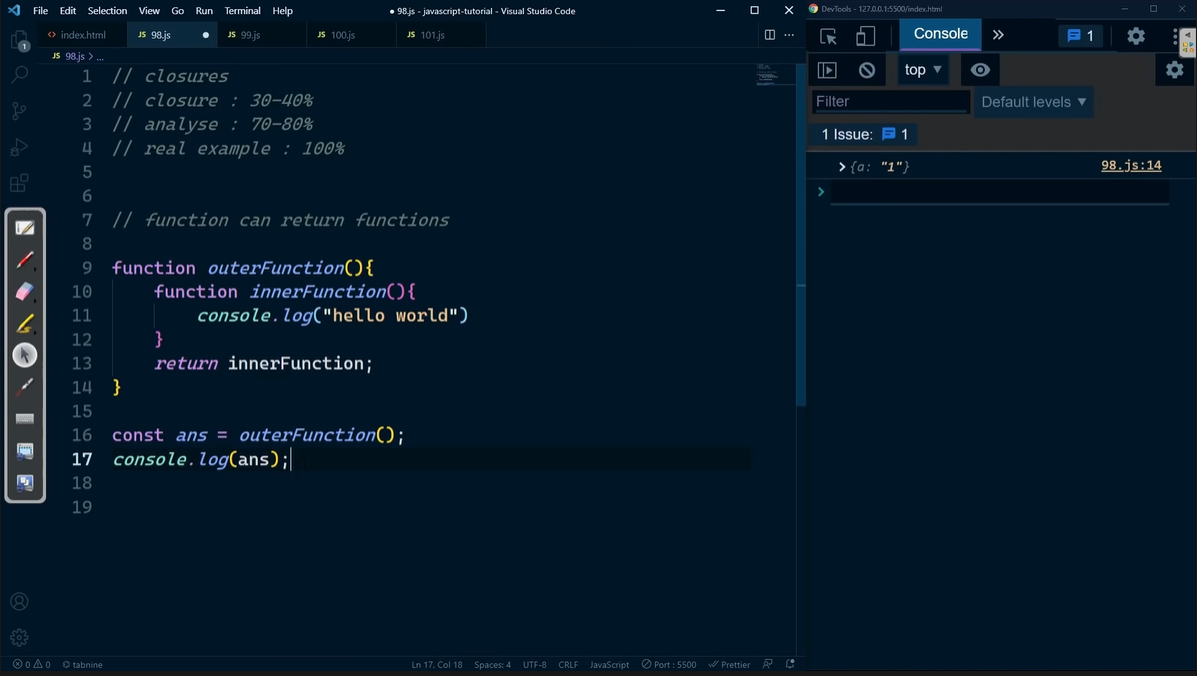 File Edit Selection View Go Run Terminal Help
● 98.js - javascript-tutorial - Visual Studio Code
DevTools - 127.0.0.1:5500/index.html
<> index.html
JS 98.js ●
JS 99.js
JS 100.js
JS 101.js
JS 98.js > ...
1 // closures
2 // closure : 30-40%
3 // analyse : 70-80%
4 // real example : 100%
5
6
7 // function can return functions
8
9 function outerFunction(){
10 function innerFunction(){
11 console.log("hello world")
12 }
13 return innerFunction;
14 }
15
16 const ans = outerFunction();
17 console.log(ans);
18
19
1
Console
1
top
Filter
Default levels
1 Issue: 1
{a: "1"}
98.js:14
0 0 tabnine
Ln 17, Col 18 Spaces: 4 UTF-8 CRLF JavaScript Port : 5500 Prettier